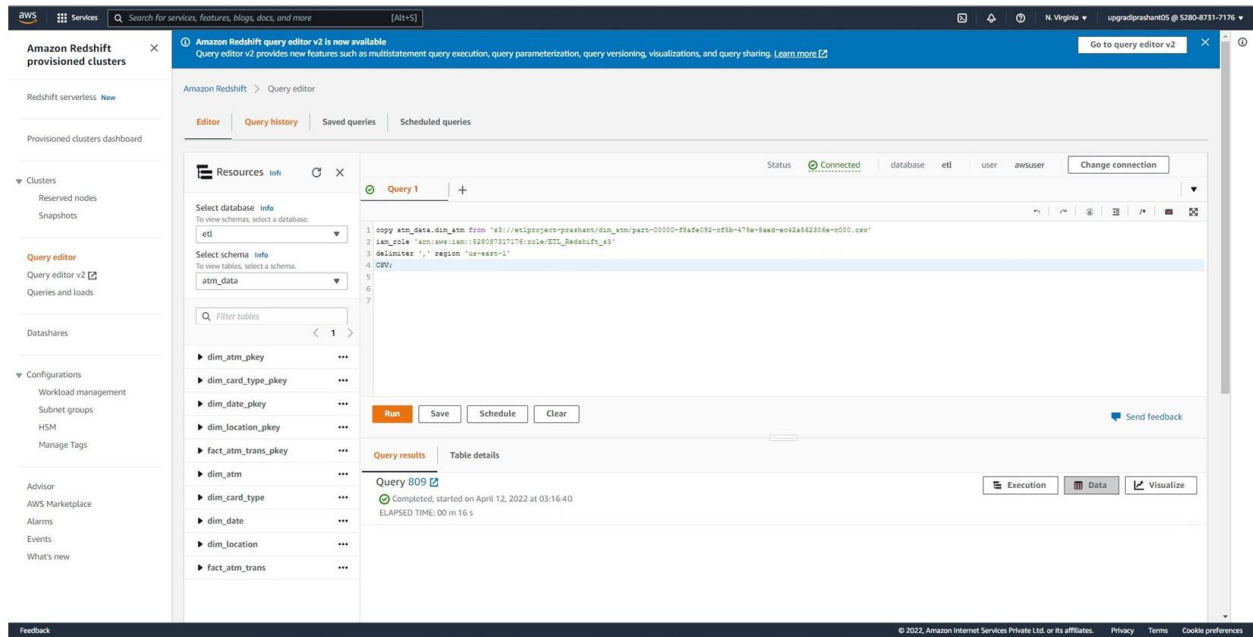 aws
Services
Search for services, features, blogs, docs, and more
[Alt+S]
N. Virginia ▼
upgradiprashant05 @ 5280-8731-7176 ▼
Amazon Redshift
provisioned clusters
Redshift serverless New
Provisioned clusters dashboard
Clusters
Reserved nodes
Snapshots
Query editor
Query editor v2
Queries and loads
Datashares
Configurations
Workload management
Subnet groups
HSM
Manage Tags
Advisor
AWS Marketplace
Alarms
Events
What's new
Amazon Redshift query editor v2 is now available
Query editor v2 provides new features such as multistatement query execution, query parameterization, query versioning, visualizations, and query sharing. Learn more
Go to query editor v2
Amazon Redshift > Query editor
Editor
Query history
Saved queries
Scheduled queries
Resources Info
Select database Info
To view schemas, select a database.
etl
Select schema Info
To view tables, select a schema.
atm_data
Filter tables
< 1 >
dim_atm_pkey
dim_card_type_pkey
dim_date_pkey
dim_location_pkey
fact_atm_trans_pkey
dim_atm
dim_card_type
dim_date
dim_location
fact_atm_trans
Status Connected database etl user awsuser
Change connection
Query 1 +
1 copy atm_data.dim_atm from 's3://etlproject-prashant/dim_atm/part-00000-f8afe092-cf5b-475e-8aed-ec42a562306e-c000.csv'
2 iam_role 'arn:aws:iam::528087317176:role/ETL_Redshift_s3'
3 delimiter ',' region 'us-east-1'
4 CSV;
5
6
7
Run
Save
Schedule
Clear
Send feedback
Query results
Table details
Query 809
Completed, started on April 12, 2022 at 03:16:40
ELAPSED TIME: 00 m 16 s
Execution
Data
Visualize
Feedback
© 2022, Amazon Internet Services Private Ltd. or its affiliates. Privacy Terms Cookie preferences